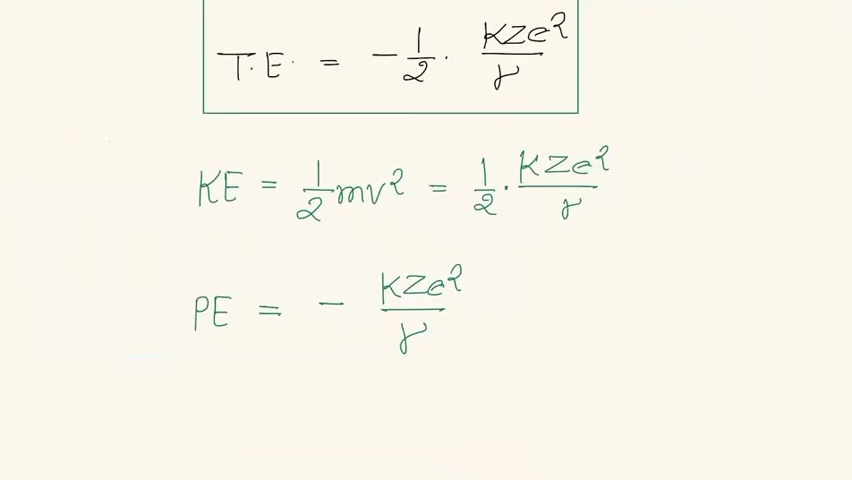 T.E. = -1/2 · KZe²/r
KE = 1/2 mv² = 1/2 · KZe²/r
PE = - KZe²/r